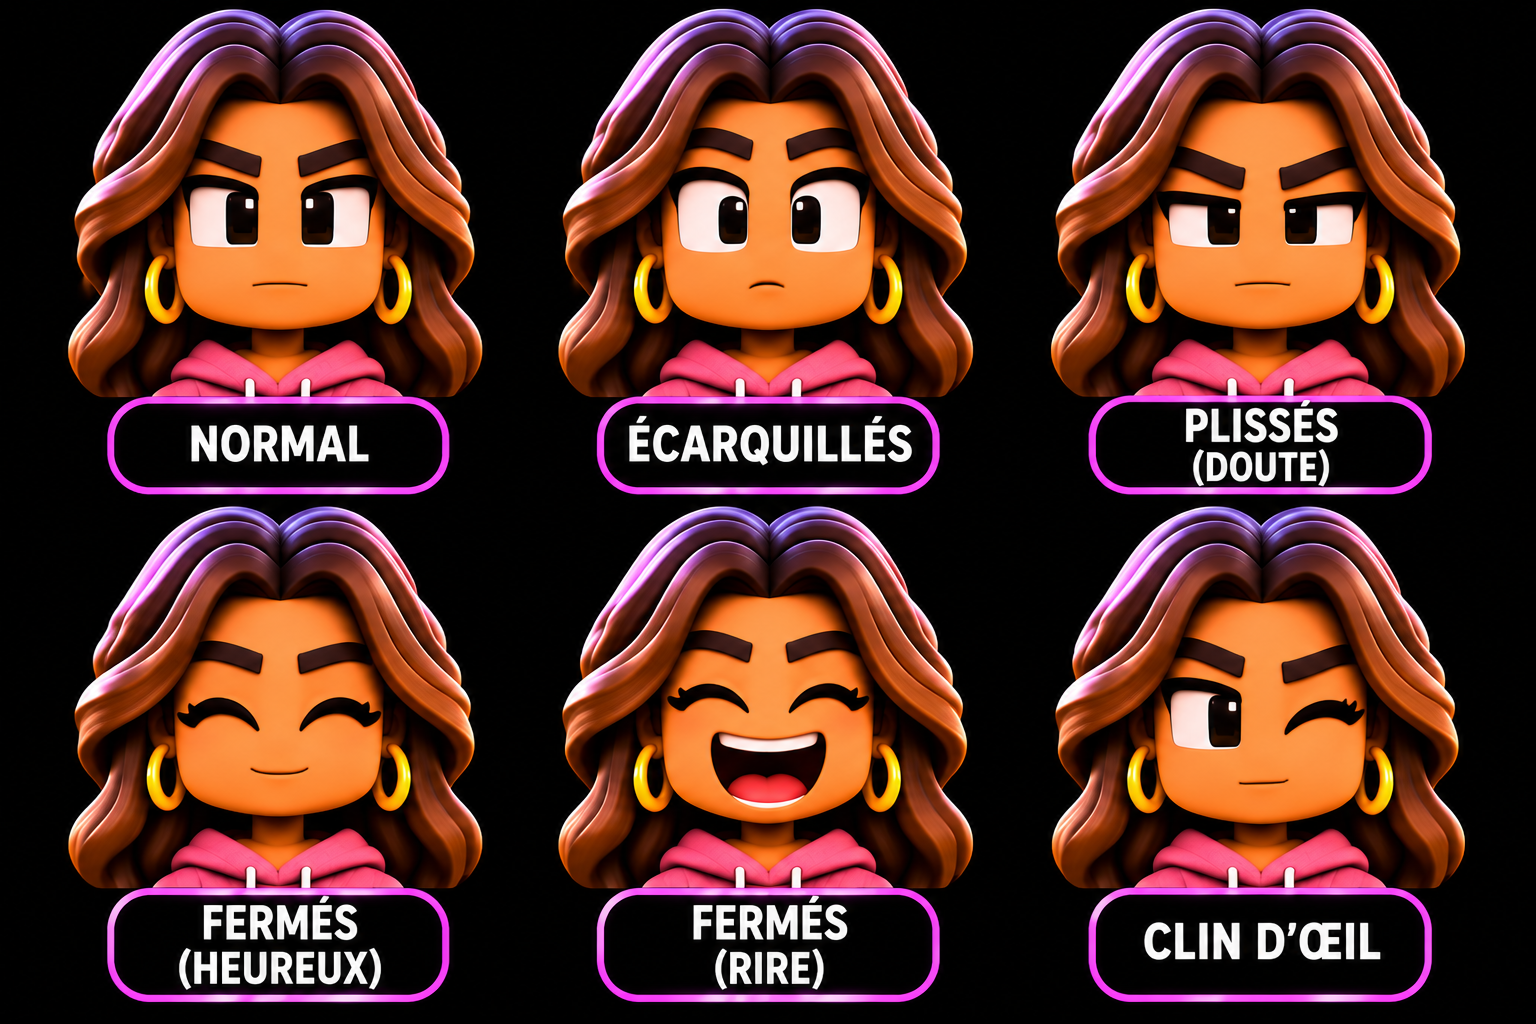 NORMAL
ÉCARQUILLÉS
PLISSÉS
(DOUTE)
FERMÉS
(HEUREUX)
FERMÉS
(RIRE)
CLIN D’ŒIL